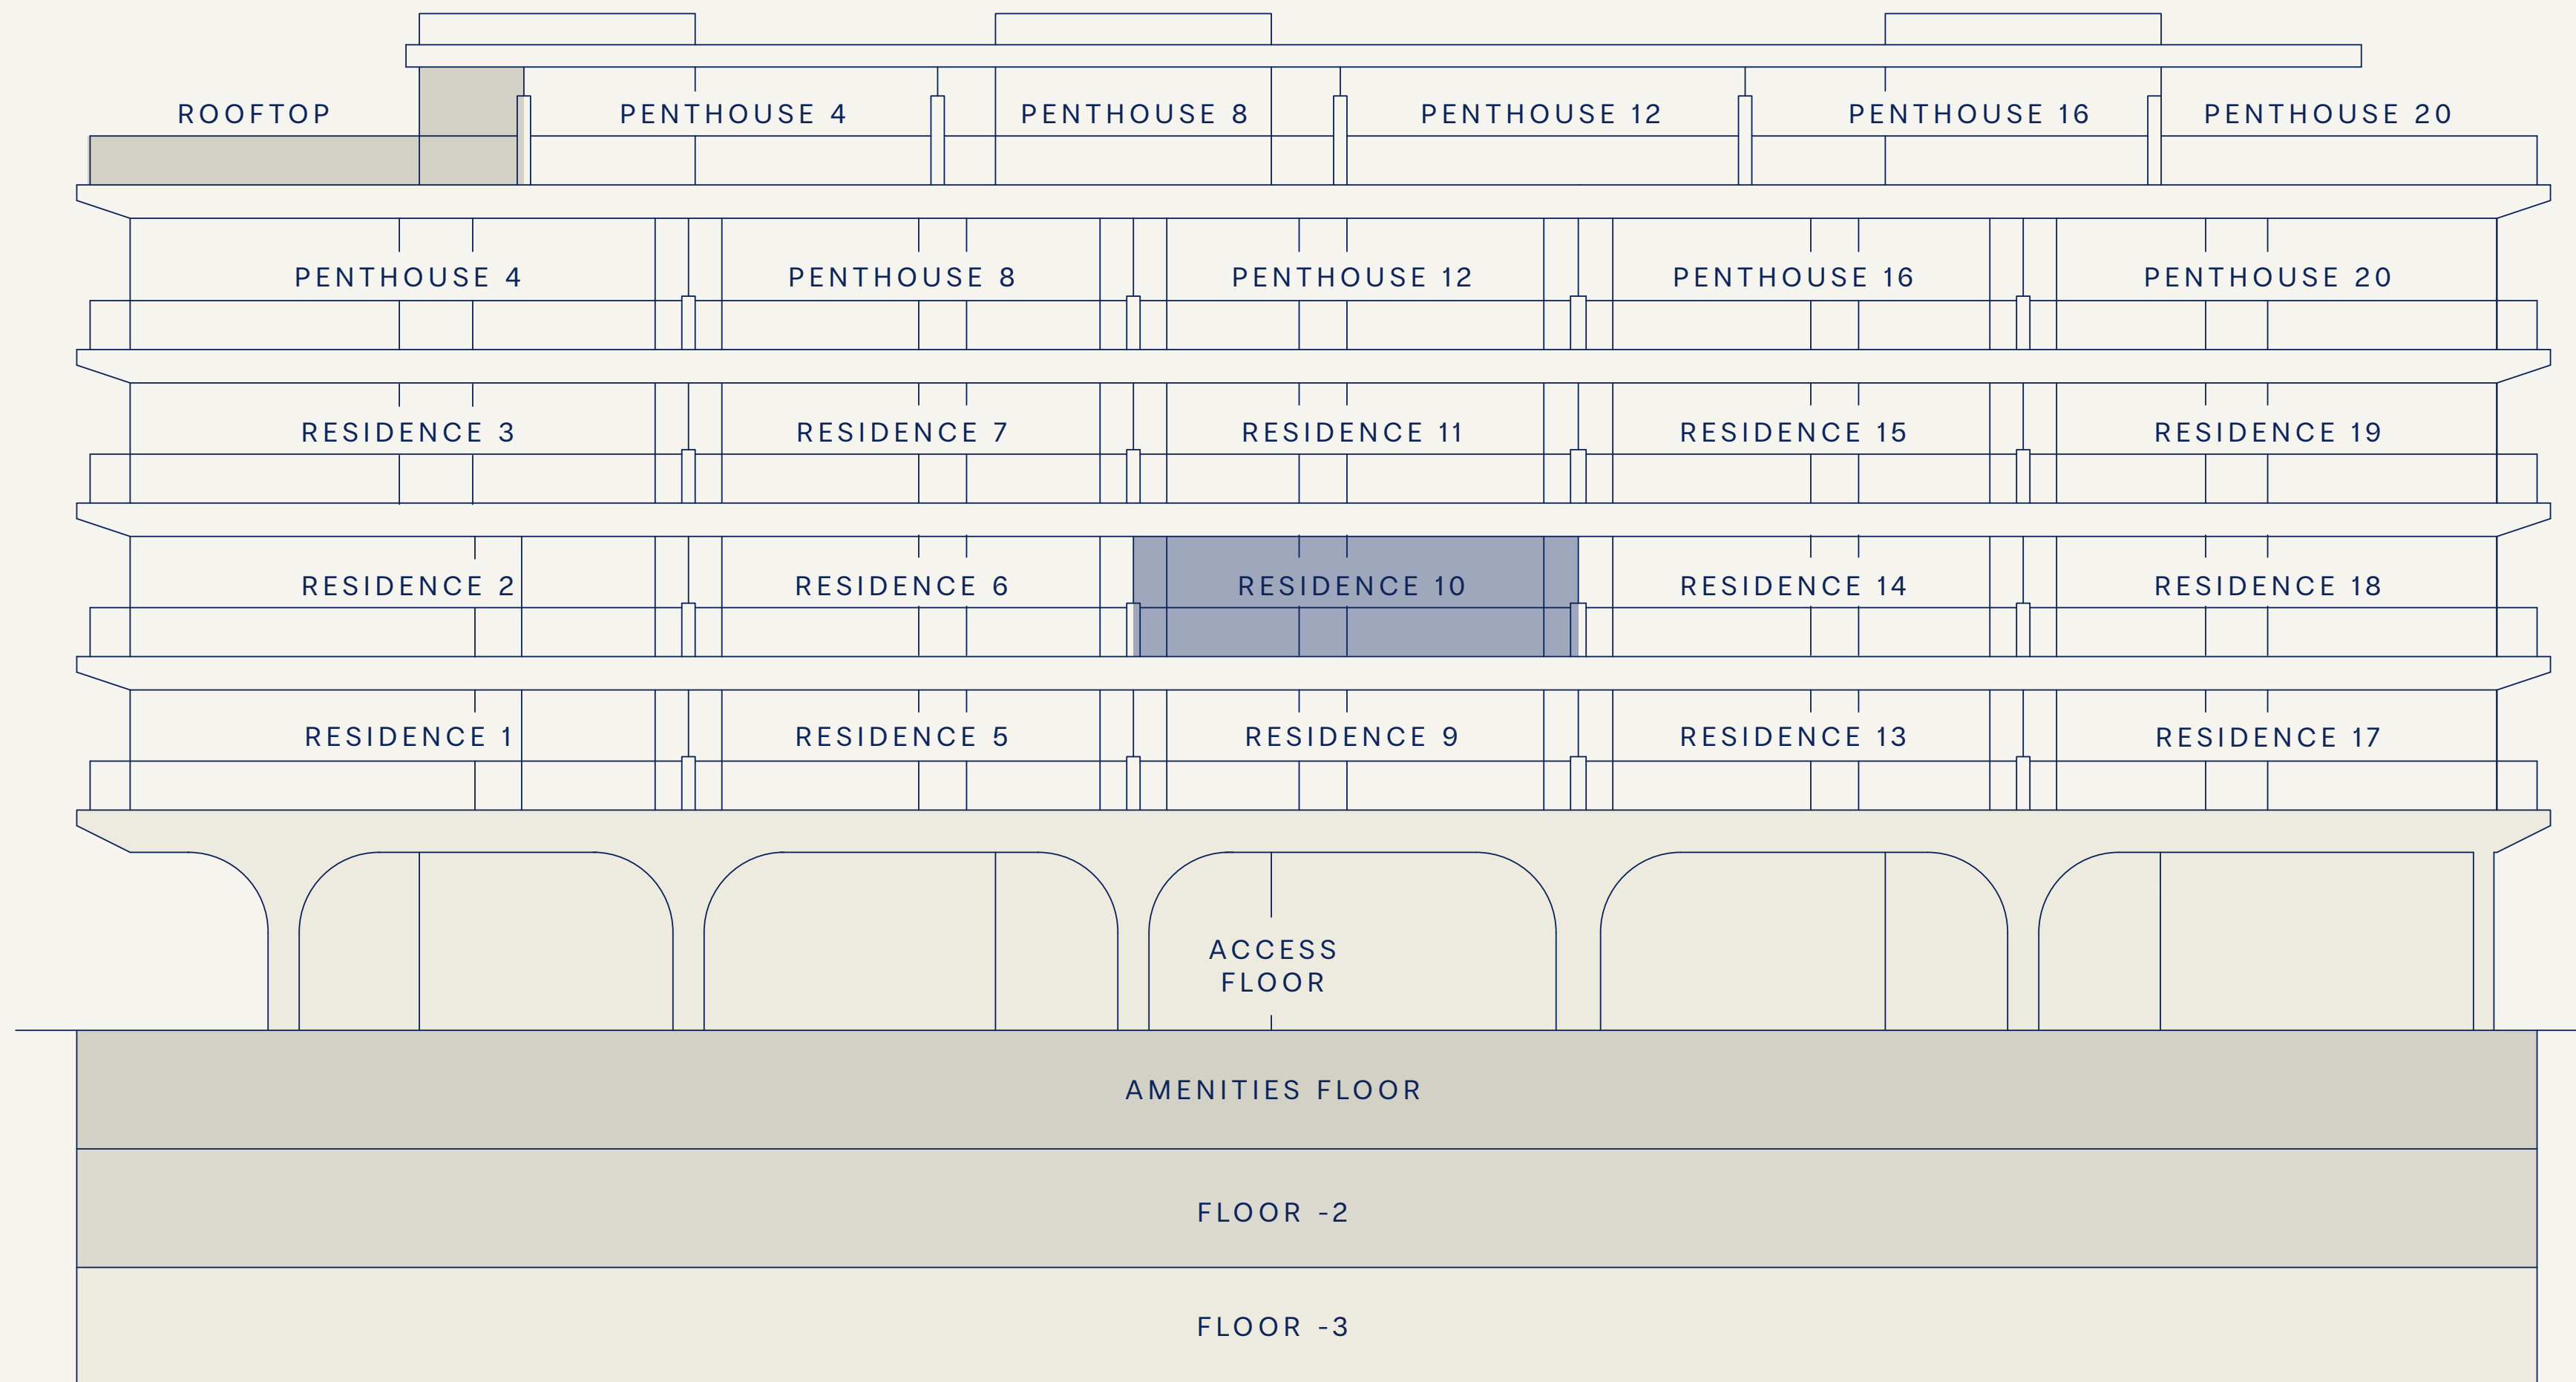 ROOFTOP PENTHOUSE 4 PENTHOUSE 8 PENTHOUSE 12 PENTHOUSE 16 PENTHOUSE 20
PENTHOUSE 4 PENTHOUSE 8 PENTHOUSE 12 PENTHOUSE 16 PENTHOUSE 20
RESIDENCE 3 RESIDENCE 7 RESIDENCE 11 RESIDENCE 15 RESIDENCE 19
RESIDENCE 2 RESIDENCE 6 RESIDENCE 10 RESIDENCE 14 RESIDENCE 18
RESIDENCE 1 RESIDENCE 5 RESIDENCE 9 RESIDENCE 13 RESIDENCE 17
ACCESS
FLOOR
AMENITIES FLOOR
FLOOR -2
FLOOR -3